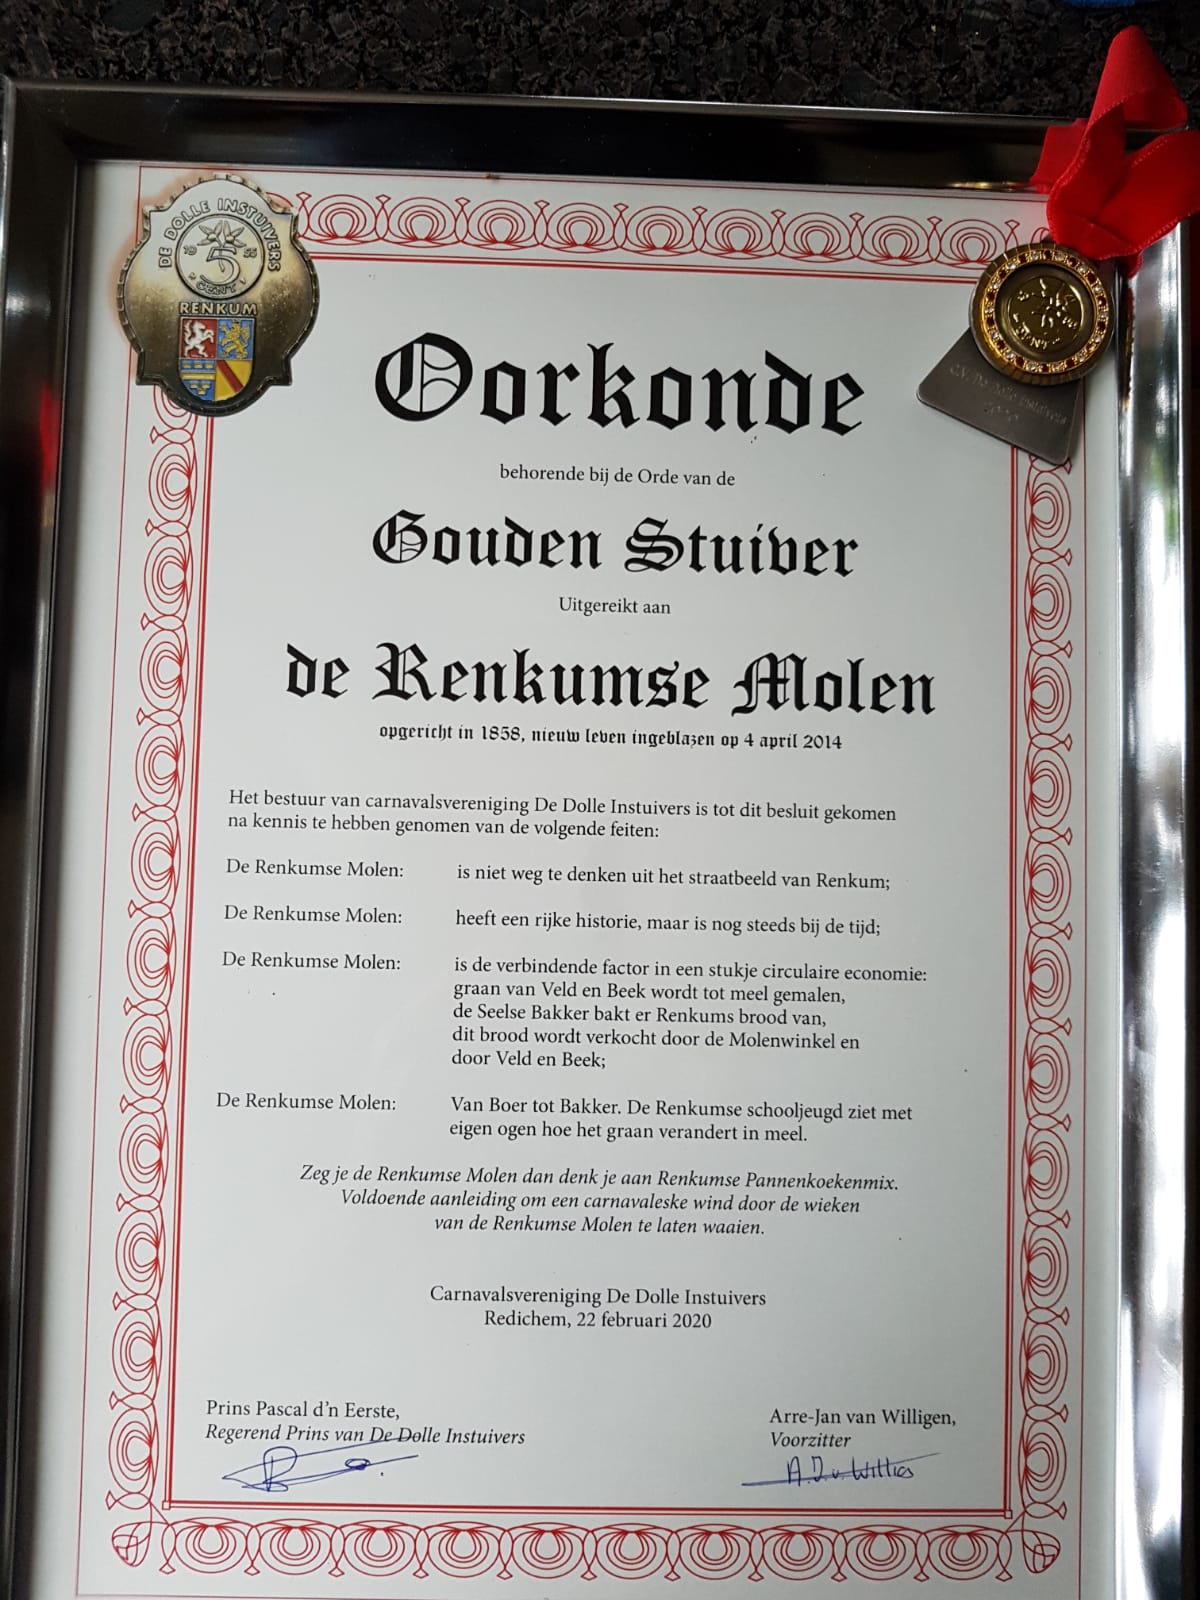 DE DOLLE INSTUIVERS
19 55
5
CENT
RENKUM
C.V. De Dolle Instuivers
Oorkonde
behorende bij de Orde van de
Gouden Stuiver
Uitgereikt aan
de Renkumse Molen
opgericht in 1858, nieuw leven ingeblazen op 4 april 2014
Het bestuur van carnavalsvereniging De Dolle Instuivers is tot dit besluit gekomen
na kennis te hebben genomen van de volgende feiten:
De Renkumse Molen: is niet weg te denken uit het straatbeeld van Renkum;
De Renkumse Molen: heeft een rijke historie, maar is nog steeds bij de tijd;
De Renkumse Molen: is de verbindende factor in een stukje circulaire economie:
graan van Veld en Beek wordt tot meel gemalen,
de Seelse Bakker bakt er Renkums brood van,
dit brood wordt verkocht door de Molenwinkel en
door Veld en Beek;
De Renkumse Molen: Van Boer tot Bakker. De Renkumse schooljeugd ziet met
eigen ogen hoe het graan verandert in meel.
Zeg je de Renkumse Molen dan denk je aan Renkumse Pannenkoekenmix.
Voldoende aanleiding om een carnavaleske wind door de wieken
van de Renkumse Molen te laten waaien.
Carnavalsvereniging De Dolle Instuivers
Redichem, 22 februari 2020
Prins Pascal d'n Eerste,
Regerend Prins van De Dolle Instuivers
Arre-Jan van Willigen,
Voorzitter